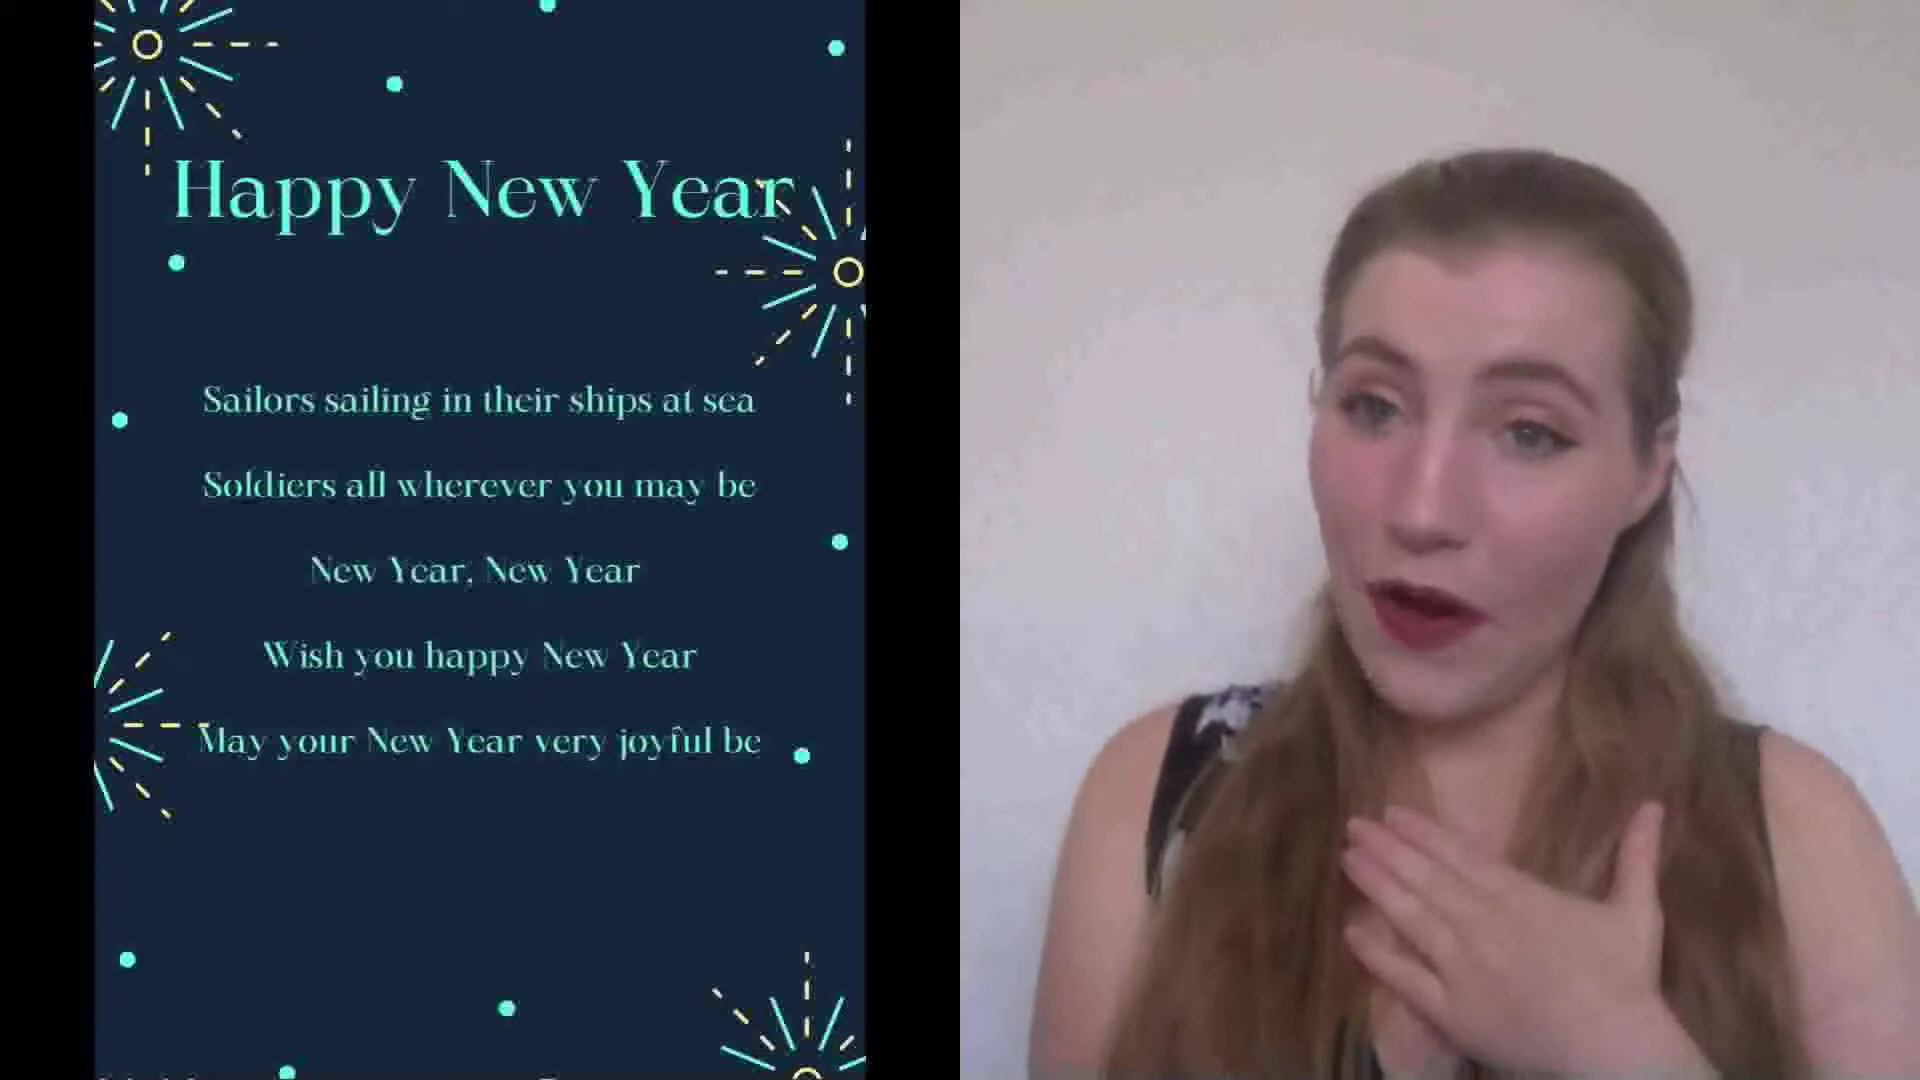 Happy New Year
Sailors sailing in their ships at sea
Soldiers all wherever you may be
New Year, New Year
Wish you happy New Year
May your New Year very joyful be